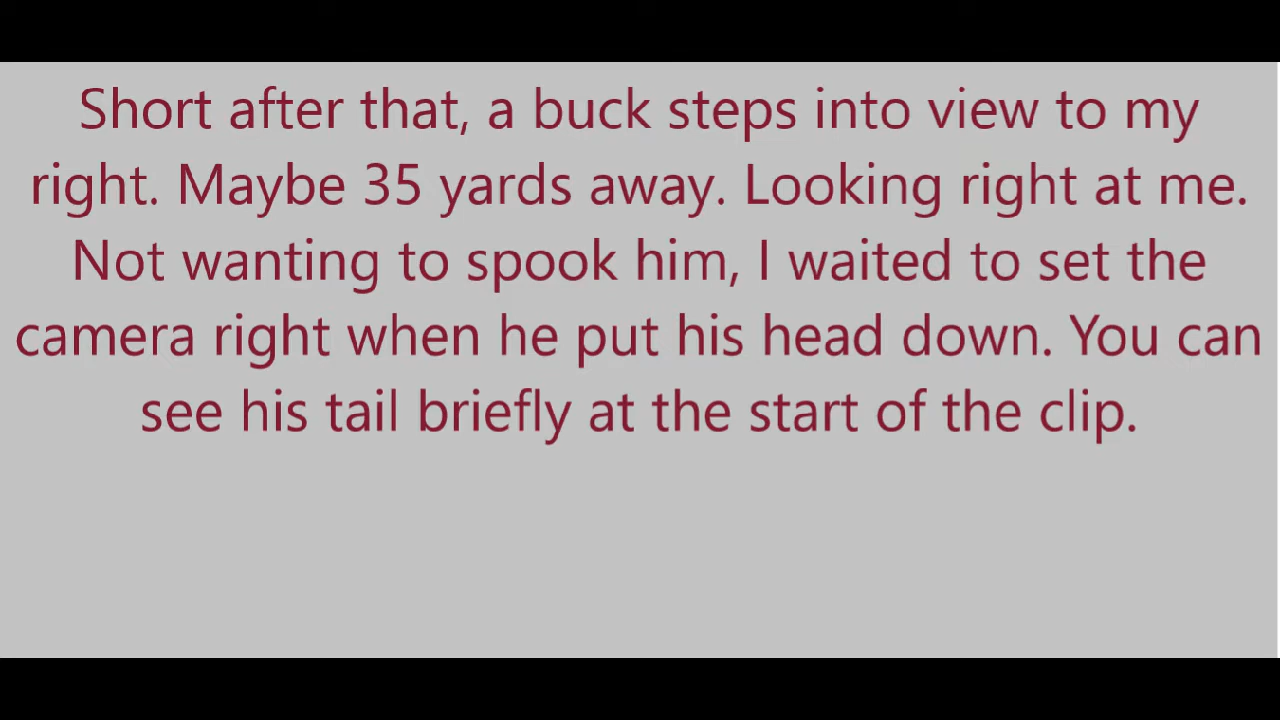 Short after that, a buck steps into view to my
right. Maybe 35 yards away. Looking right at me.
Not wanting to spook him, I waited to set the
camera right when he put his head down. You can
see his tail briefly at the start of the clip.